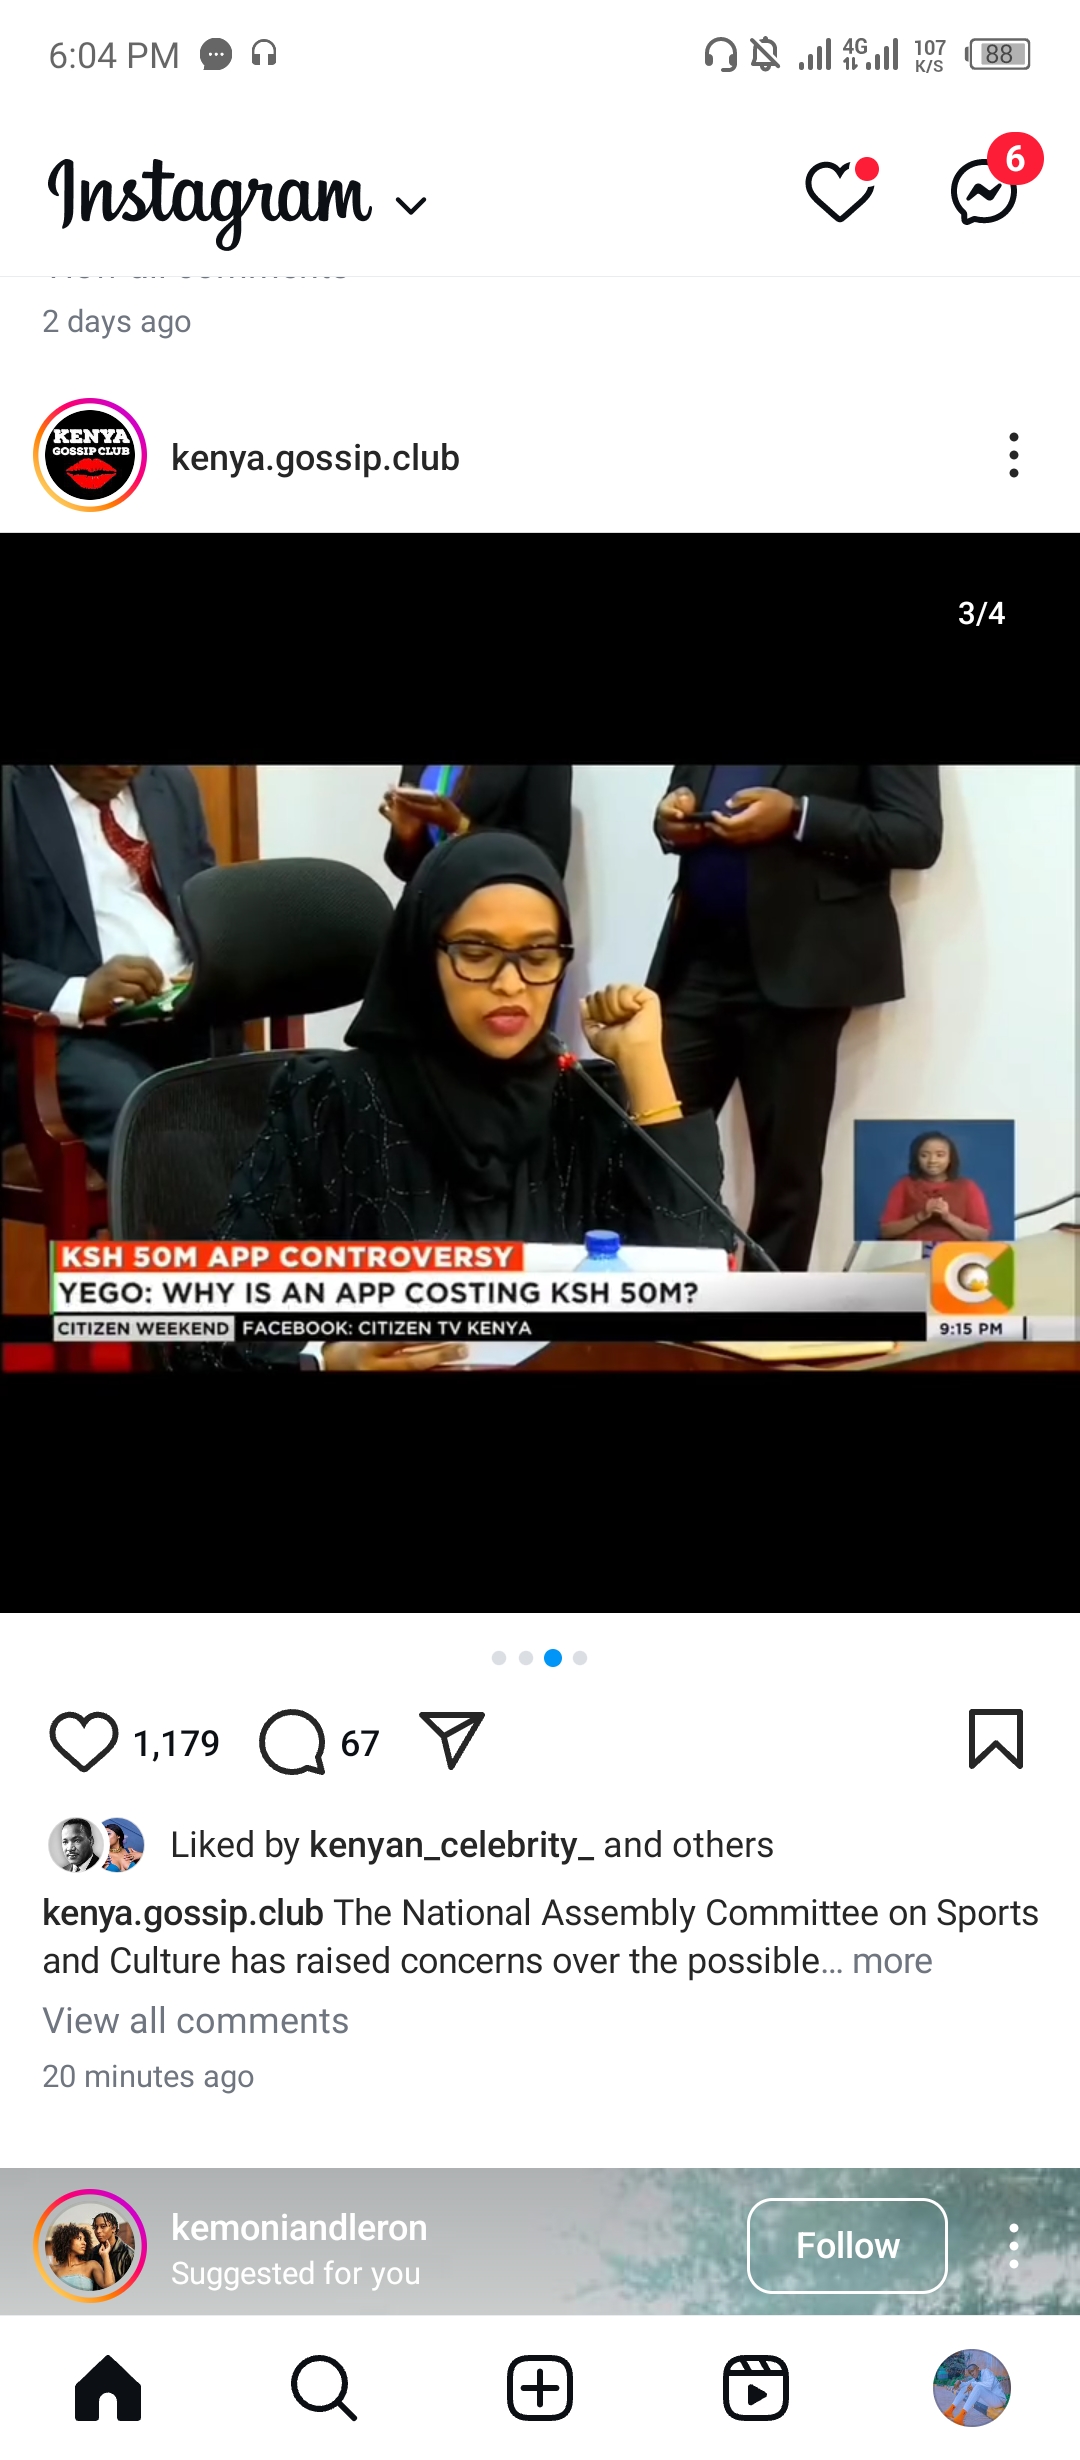 6:04 PM
4G
107
K/S
88
Instagram
6
2 days ago
KENYA
GOSSIP CLUB
kenya.gossip.club
3/4
KSH 50M APP CONTROVERSY
YEGO: WHY IS AN APP COSTING KSH 50M?
CITIZEN WEEKEND FACEBOOK: CITIZEN TV KENYA
9:15 PM
1,179
67
Liked by kenyan_celebrity_ and others
kenya.gossip.club The National Assembly Committee on Sports
and Culture has raised concerns over the possible... more
View all comments
20 minutes ago
kemoniandleron
Suggested for you
Follow